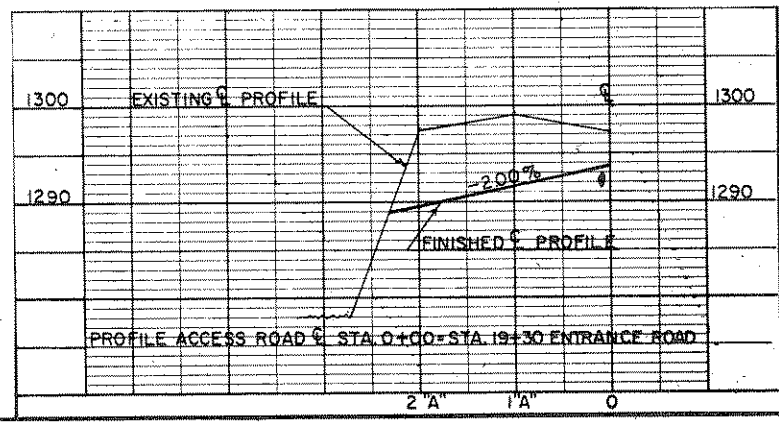 ℄
1300 EXISTING ℄ PROFILE 1300
-2.00%
1290 1290
FINISHED ℄ PROFILE
PROFILE ACCESS ROAD ℄ STA. 0+00=STA. 19+30 ENTRANCE ROAD
2 "A" 1 "A" 0